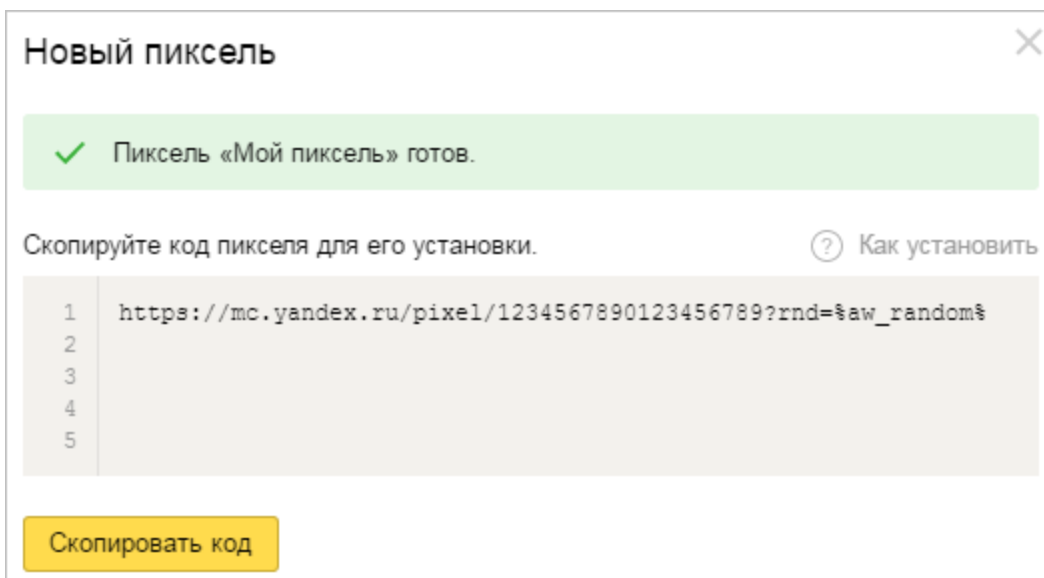 Новый пиксель
Пиксель «Мой пиксель» готов.
Скопируйте код пикселя для его установки. ? Как установить
1 https://mc.yandex.ru/pixel/1234567890123456789?rnd=%aw_random%
2
3
4
5
Скопировать код